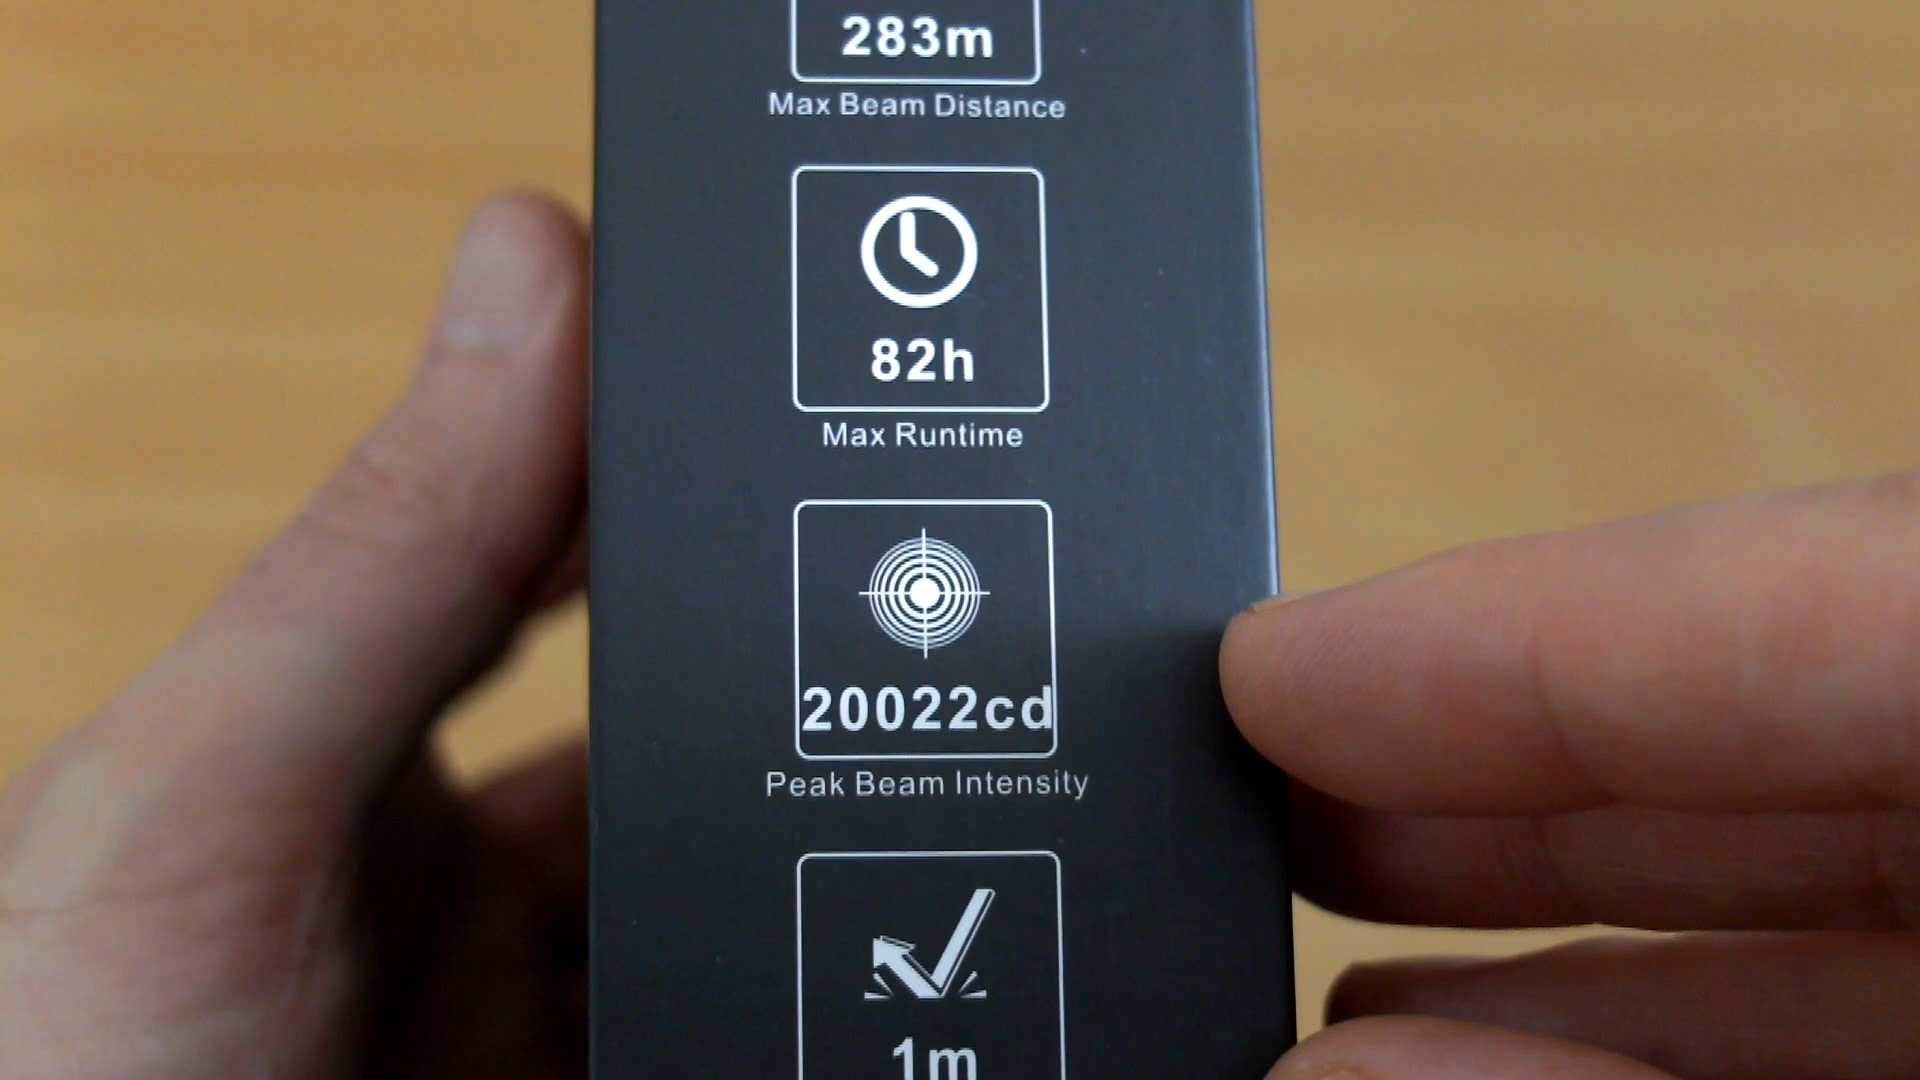 283m
Max Beam Distance
82h
Max Runtime
20022cd
Peak Beam Intensity
1m